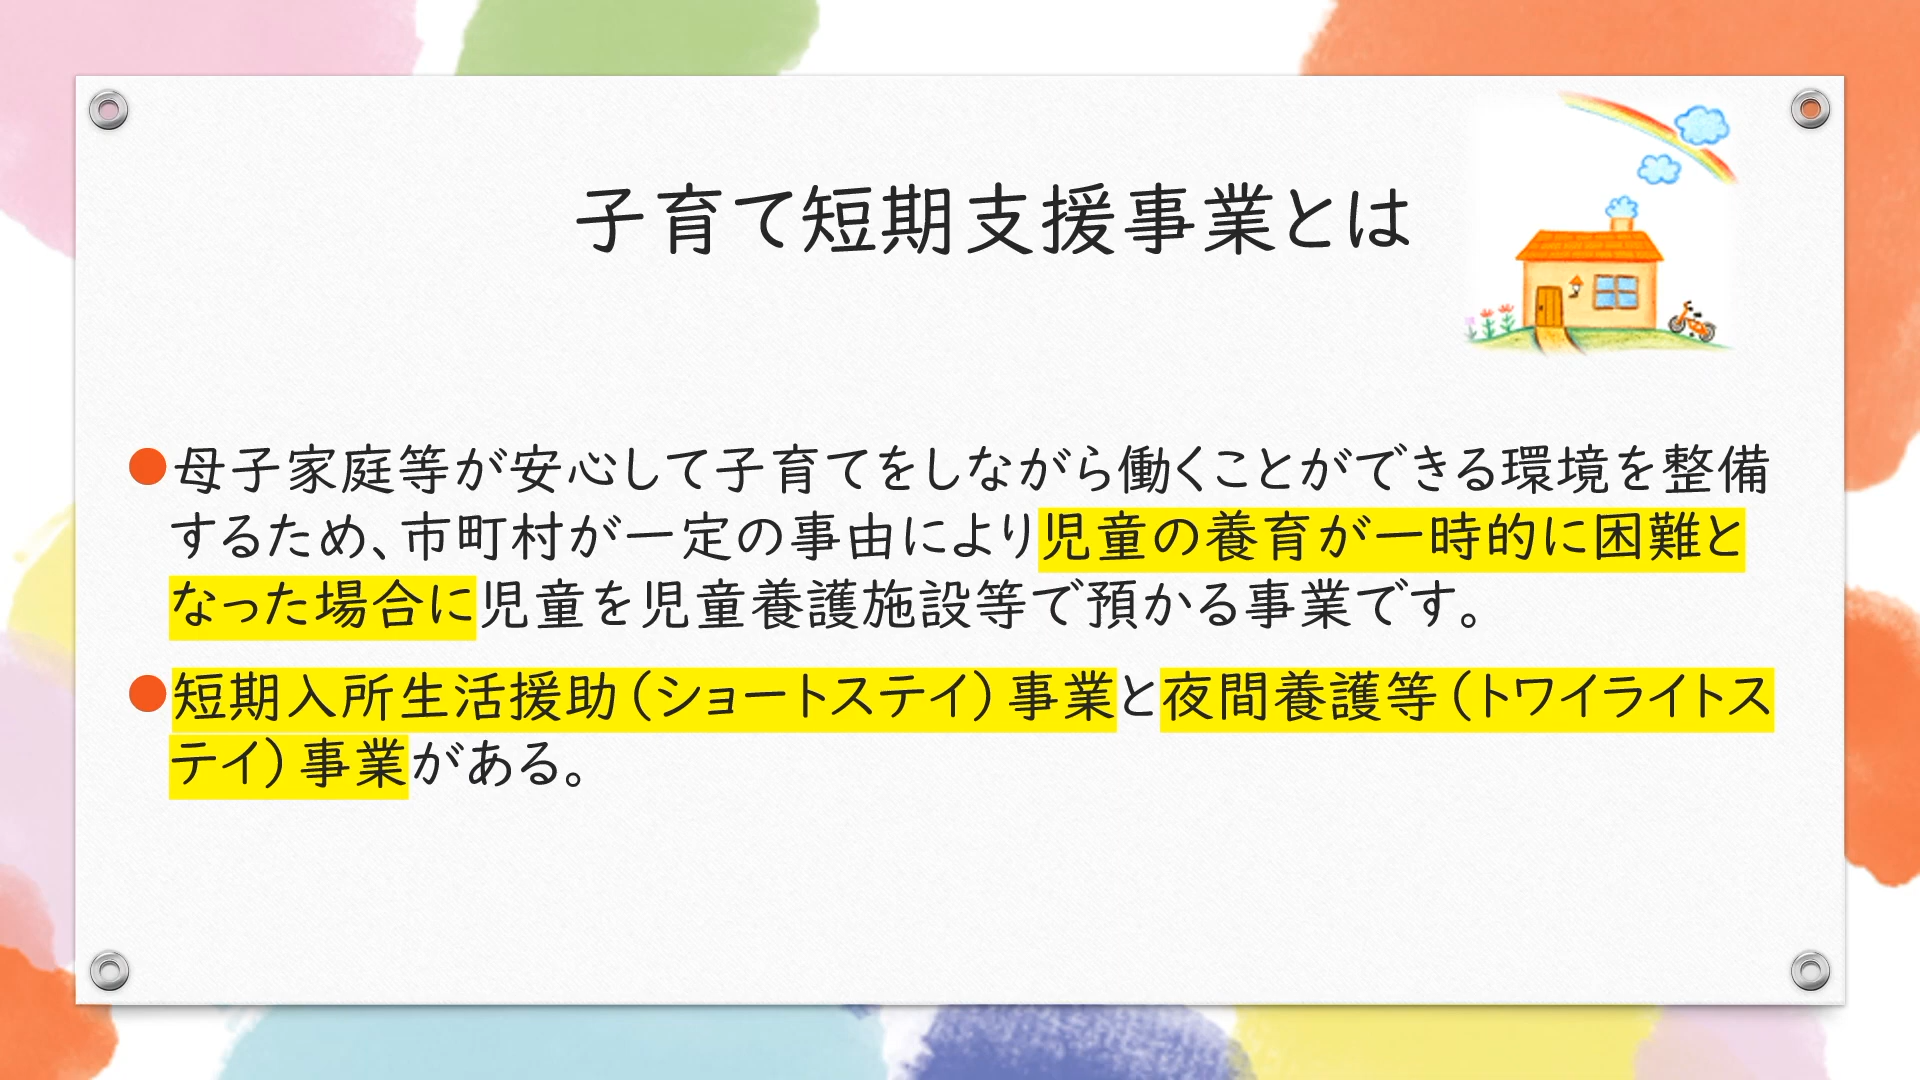 子育て短期支援事業とは
●母子家庭等が安心して子育てをしながら働くことができる環境を整備
するため、市町村が一定の事由により児童の養育が一時的に困難と
なった場合に児童を児童養護施設等で預かる事業です。
●短期入所生活援助（ショートステイ）事業と夜間養護等（トワイライトス
テイ）事業がある。